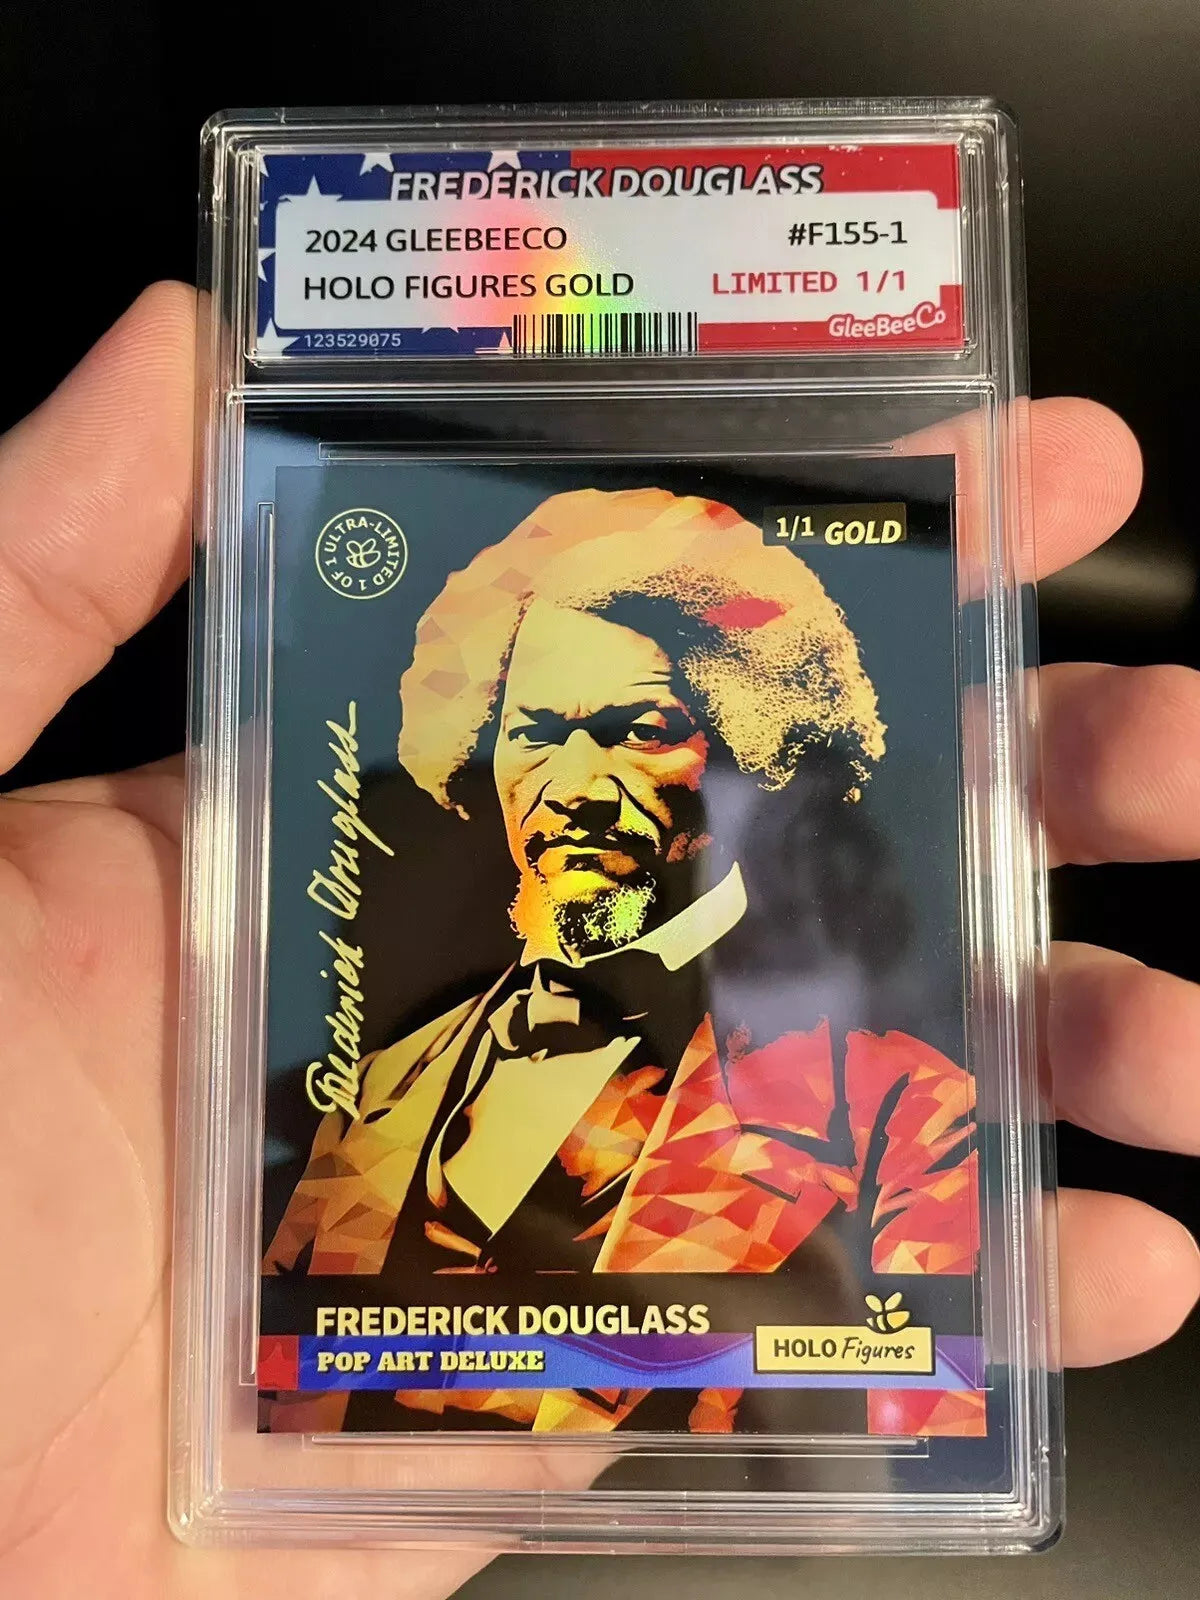 FREDERICK DOUGLASS
2024 GLEEBEECO
#F155-1
HOLO FIGURES GOLD
LIMITED 1/1
GleeBeeCo
123529075
ULTRA-LIMITED 1 OF 1
1/1 GOLD
Frederick Douglass
FREDERICK DOUGLASS
POP ART DELUXE
HOLO Figures